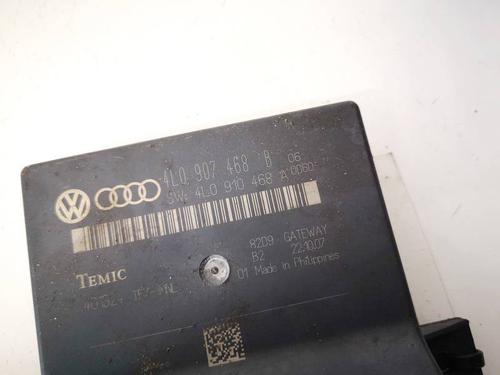 4L0 907 468 B 06
SW: 4L0 910 468 A 0060
TEMIC
82D9 GATEWAY
B2 22.10.07
01 Made in Philippines